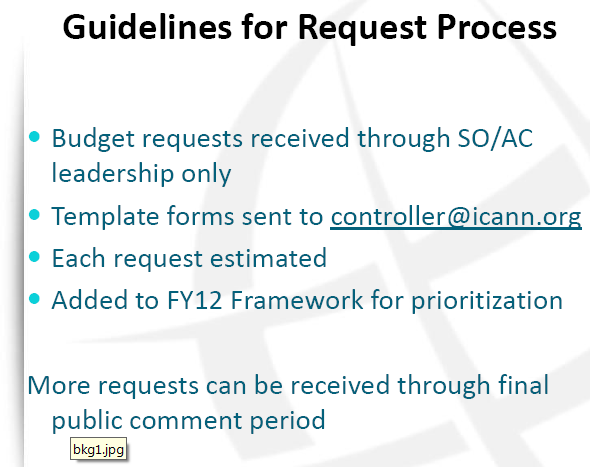 Guidelines for Request Process
• Budget requests received through SO/AC
leadership only
• Template forms sent to controller@icann.org
• Each request estimated
• Added to FY12 Framework for prioritization
More requests can be received through final
public comment period
bkg1.jpg